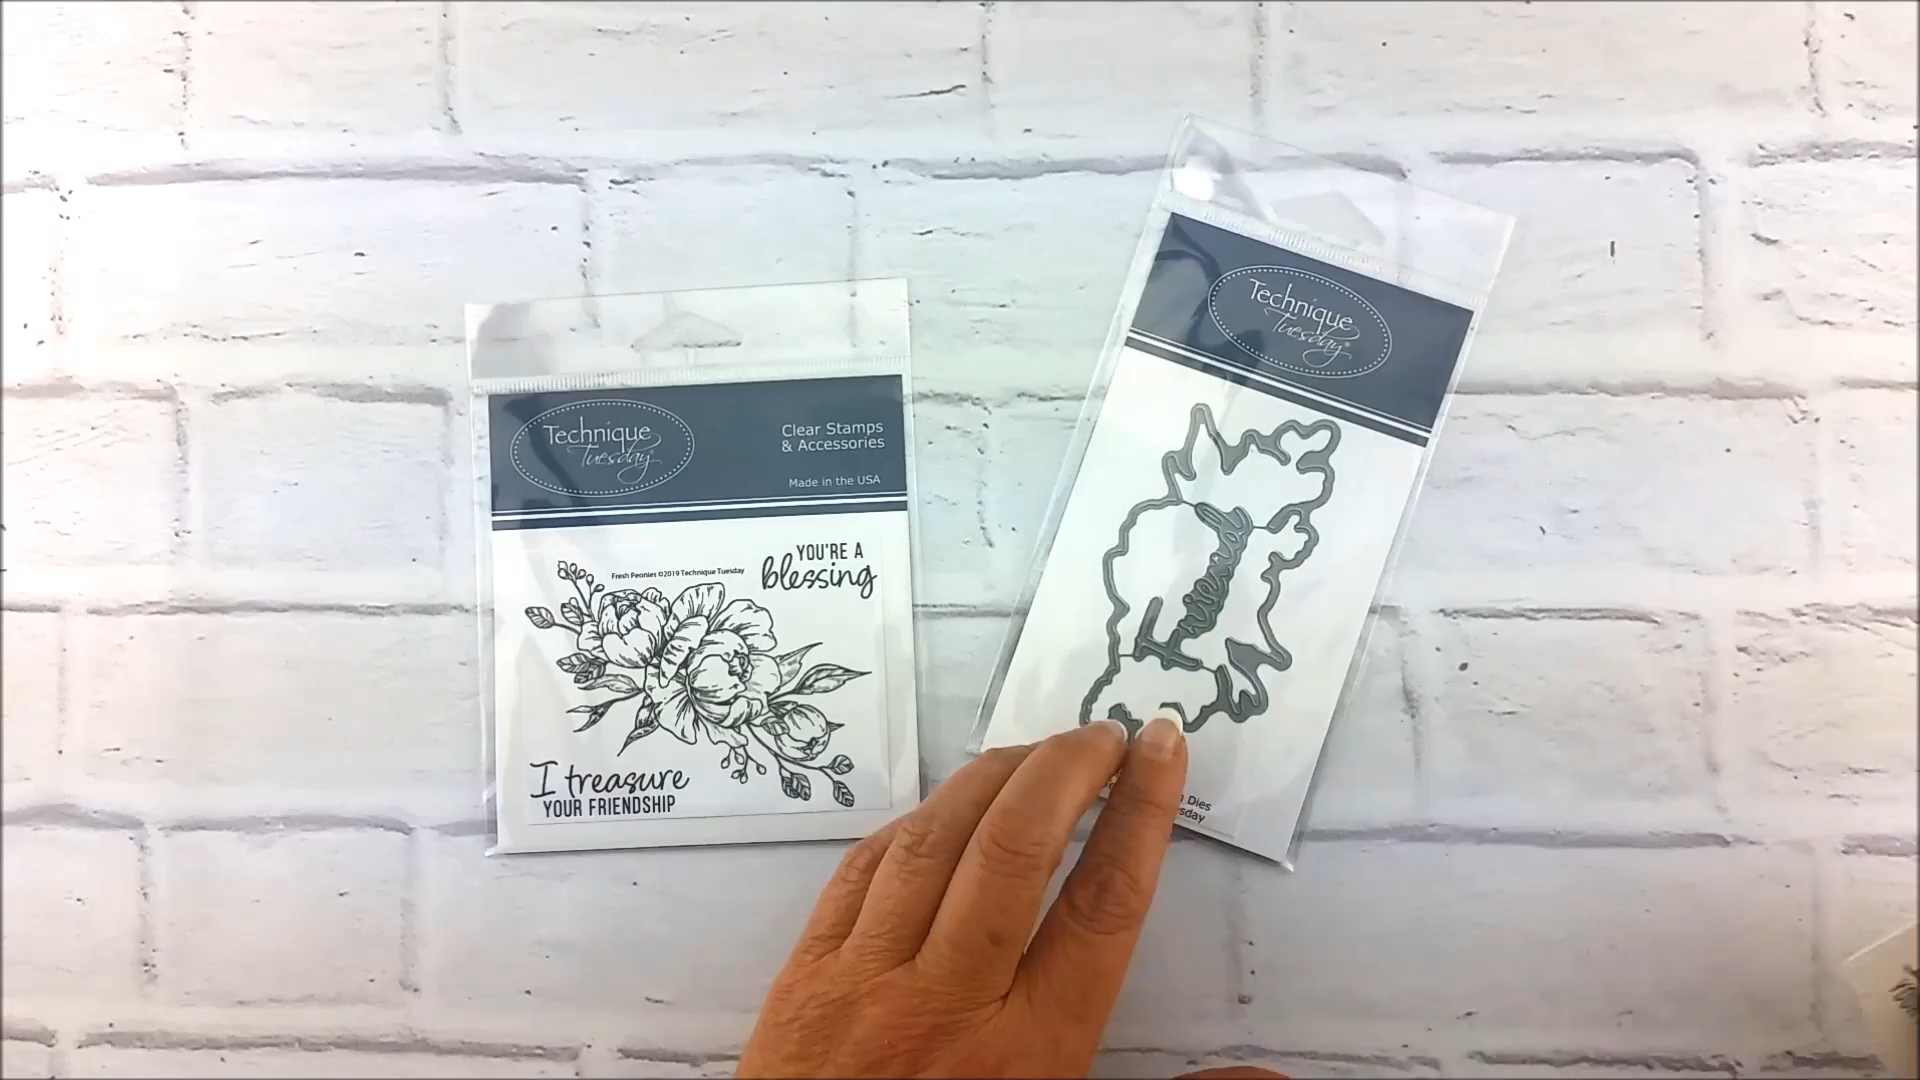 Technique
Tuesday
Clear Stamps
& Accessories
Made in the USA
Fresh Peonies ©2019 Technique Tuesday
YOU'RE A
blessing
I treasure
YOUR FRIENDSHIP
Technique
Tuesday
Friend
Dies